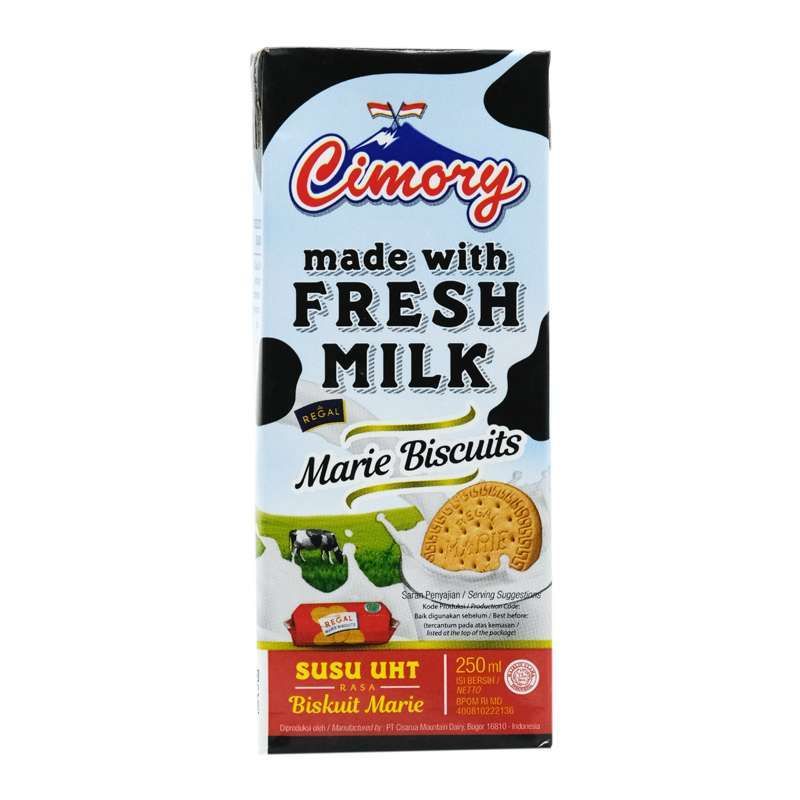 Cimory
made with
FRESH
MILK
REGAL
Marie Biscuits
REGAL
MARIE
Saran Penyajian / Serving Suggestions
Kode Produksi / Production Code:
Baik digunakan sebelum / Best before:
(tercantum pada atas kemasan /
listed at the top of the package)
REGAL
MARIE BISCUITS
SUSU UHT
RASA
Biskuit Marie
250 ml
ISI BERSIH /
NETTO
BPOM RI MD
400810222136
Diproduksi oleh / Manufactured by : PT Cisarua Mountain Dairy, Bogor 16810 - Indonesia